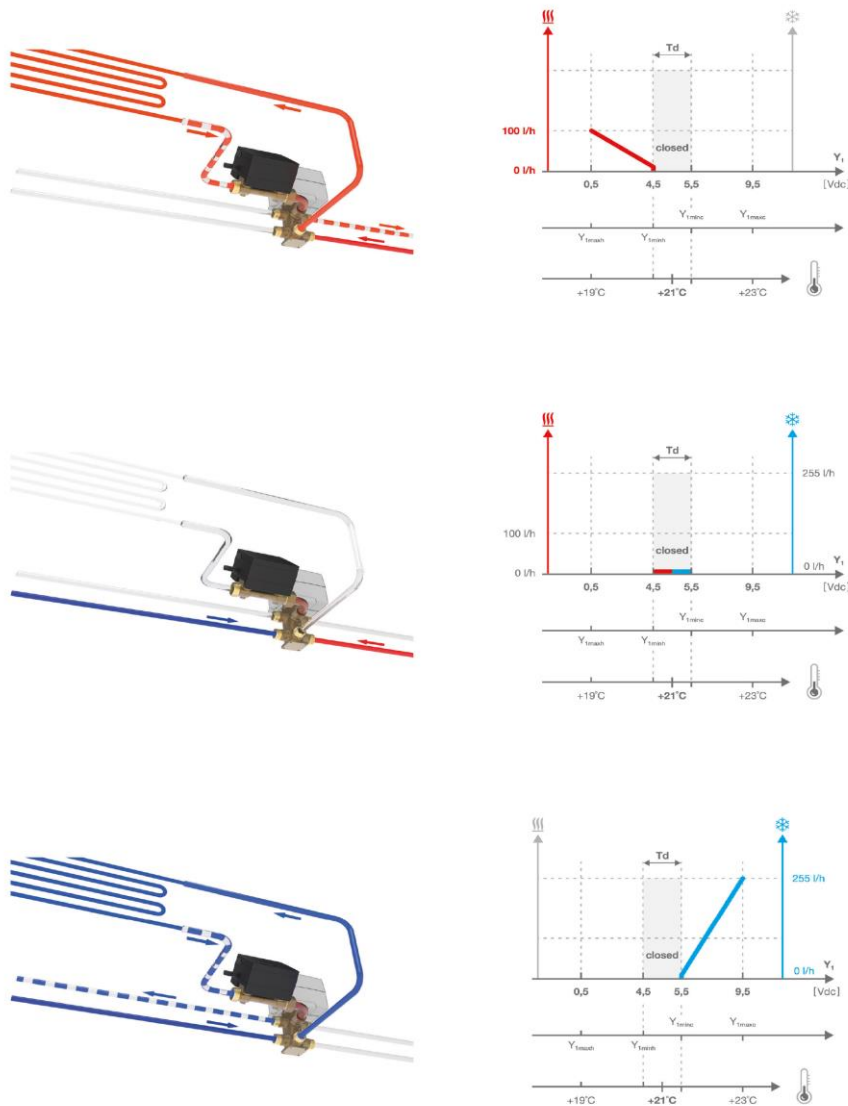 Td
100 l/h
closed
0 l/h
Y1
0,5 4,5 5,5 9,5 [Vdc]
Y1minc Y1maxc
Y1maxh Y1minh
+19°C +21°C +23°C
Td
255 l/h
100 l/h
closed
0 l/h 0 l/h Y1
0,5 4,5 5,5 9,5 [Vdc]
Y1minc Y1maxc
Y1maxh Y1minh
+19°C +21°C +23°C
Td
255 l/h
closed
0 l/h Y1
0,5 4,5 5,5 9,5 [Vdc]
Y1minc Y1maxc
Y1maxh Y1minh
+19°C +21°C +23°C